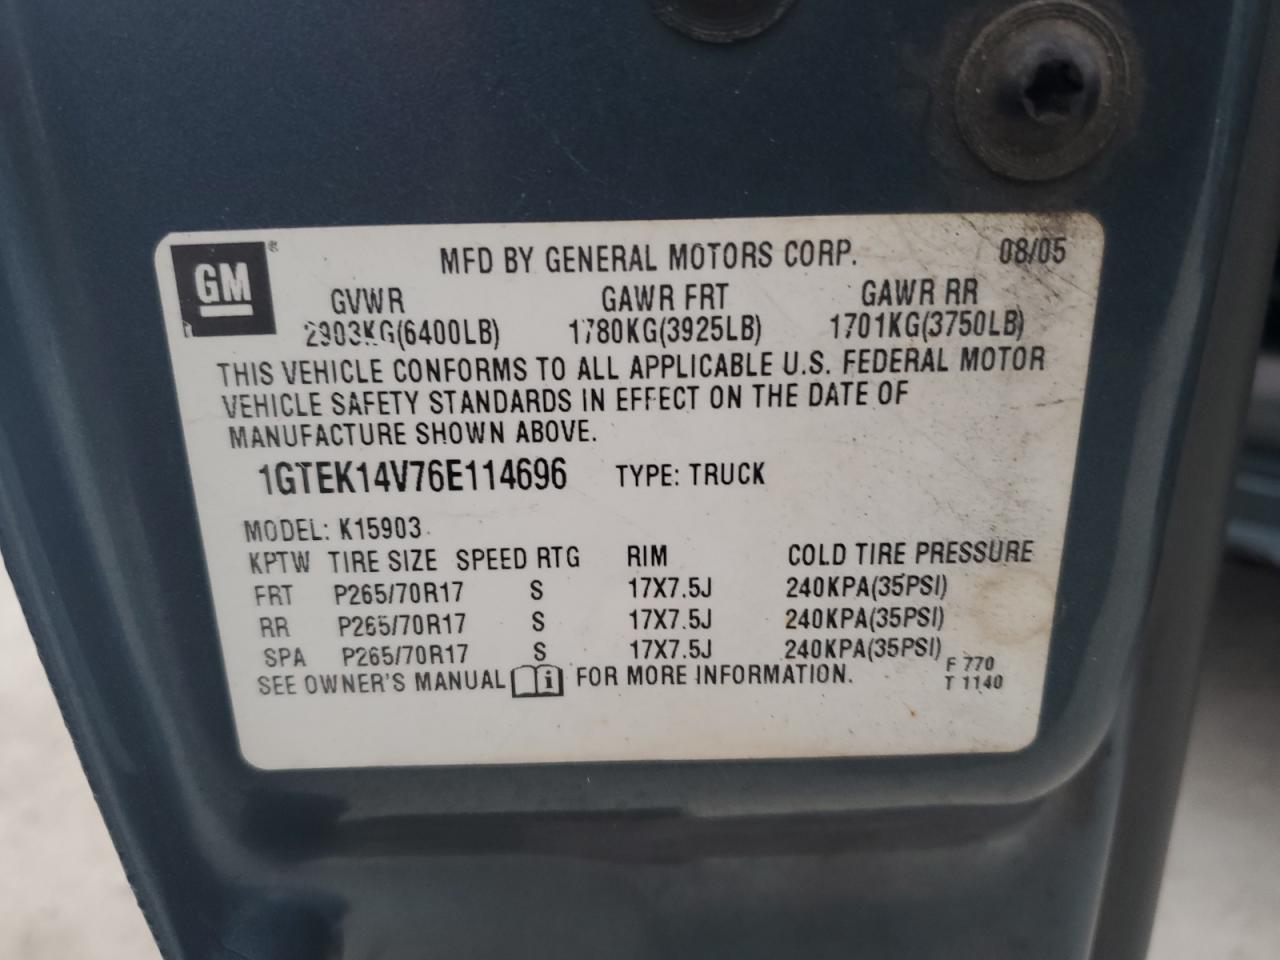 GM ® MFD BY GENERAL MOTORS CORP. 08/05
GVWR GAWR FRT GAWR RR
2903KG(6400LB) 1780KG(3925LB) 1701KG(3750LB)
THIS VEHICLE CONFORMS TO ALL APPLICABLE U.S. FEDERAL MOTOR
VEHICLE SAFETY STANDARDS IN EFFECT ON THE DATE OF
MANUFACTURE SHOWN ABOVE.
1GTEK14V76E114696 TYPE: TRUCK
MODEL: K15903
KPTW TIRE SIZE SPEED RTG RIM COLD TIRE PRESSURE
FRT P265/70R17 S 17X7.5J 240KPA(35PSI)
RR P265/70R17 S 17X7.5J 240KPA(35PSI)
SPA P265/70R17 S 17X7.5J 240KPA(35PSI)
SEE OWNER'S MANUAL i FOR MORE INFORMATION.
F 770
T 1140